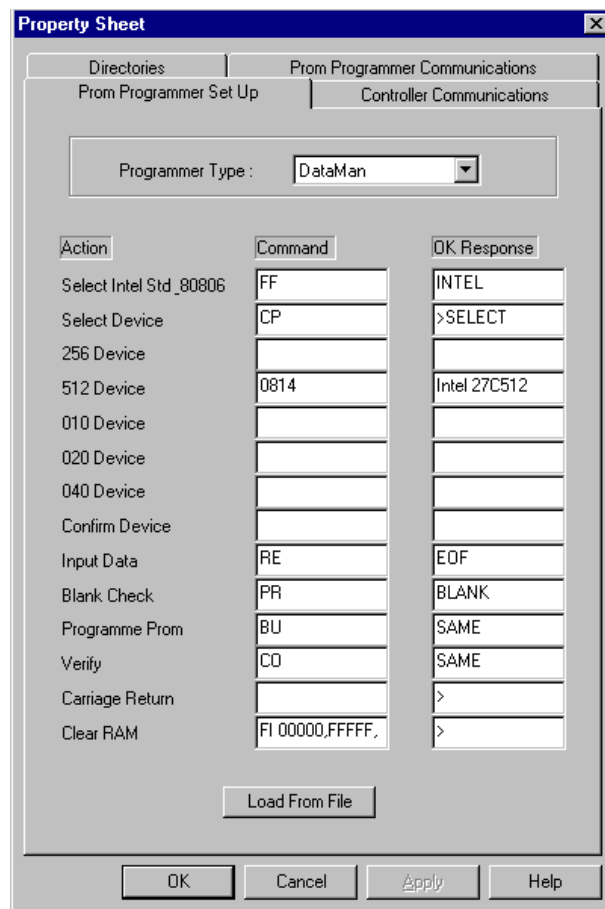 Property Sheet
Directories
Prom Programmer Communications
Prom Programmer Set Up
Controller Communications
Programmer Type :
DataMan
Action Command OK Response
Select Intel Std_80806 FF INTEL
Select Device CP >SELECT
256 Device
512 Device 0814 Intel 27C512
010 Device
020 Device
040 Device
Confirm Device
Input Data RE EOF
Blank Check PR BLANK
Programme Prom BU SAME
Verify CO SAME
Carriage Return >
Clear RAM FI 00000,FFFFF, >
Load From File
OK Cancel Apply Help